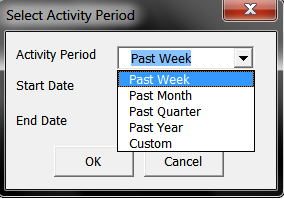 Select Activity Period
Activity Period
Past Week
Past Week
Past Month
Start Date
Past Quarter
Past Year
End Date
Custom
OK
Cancel